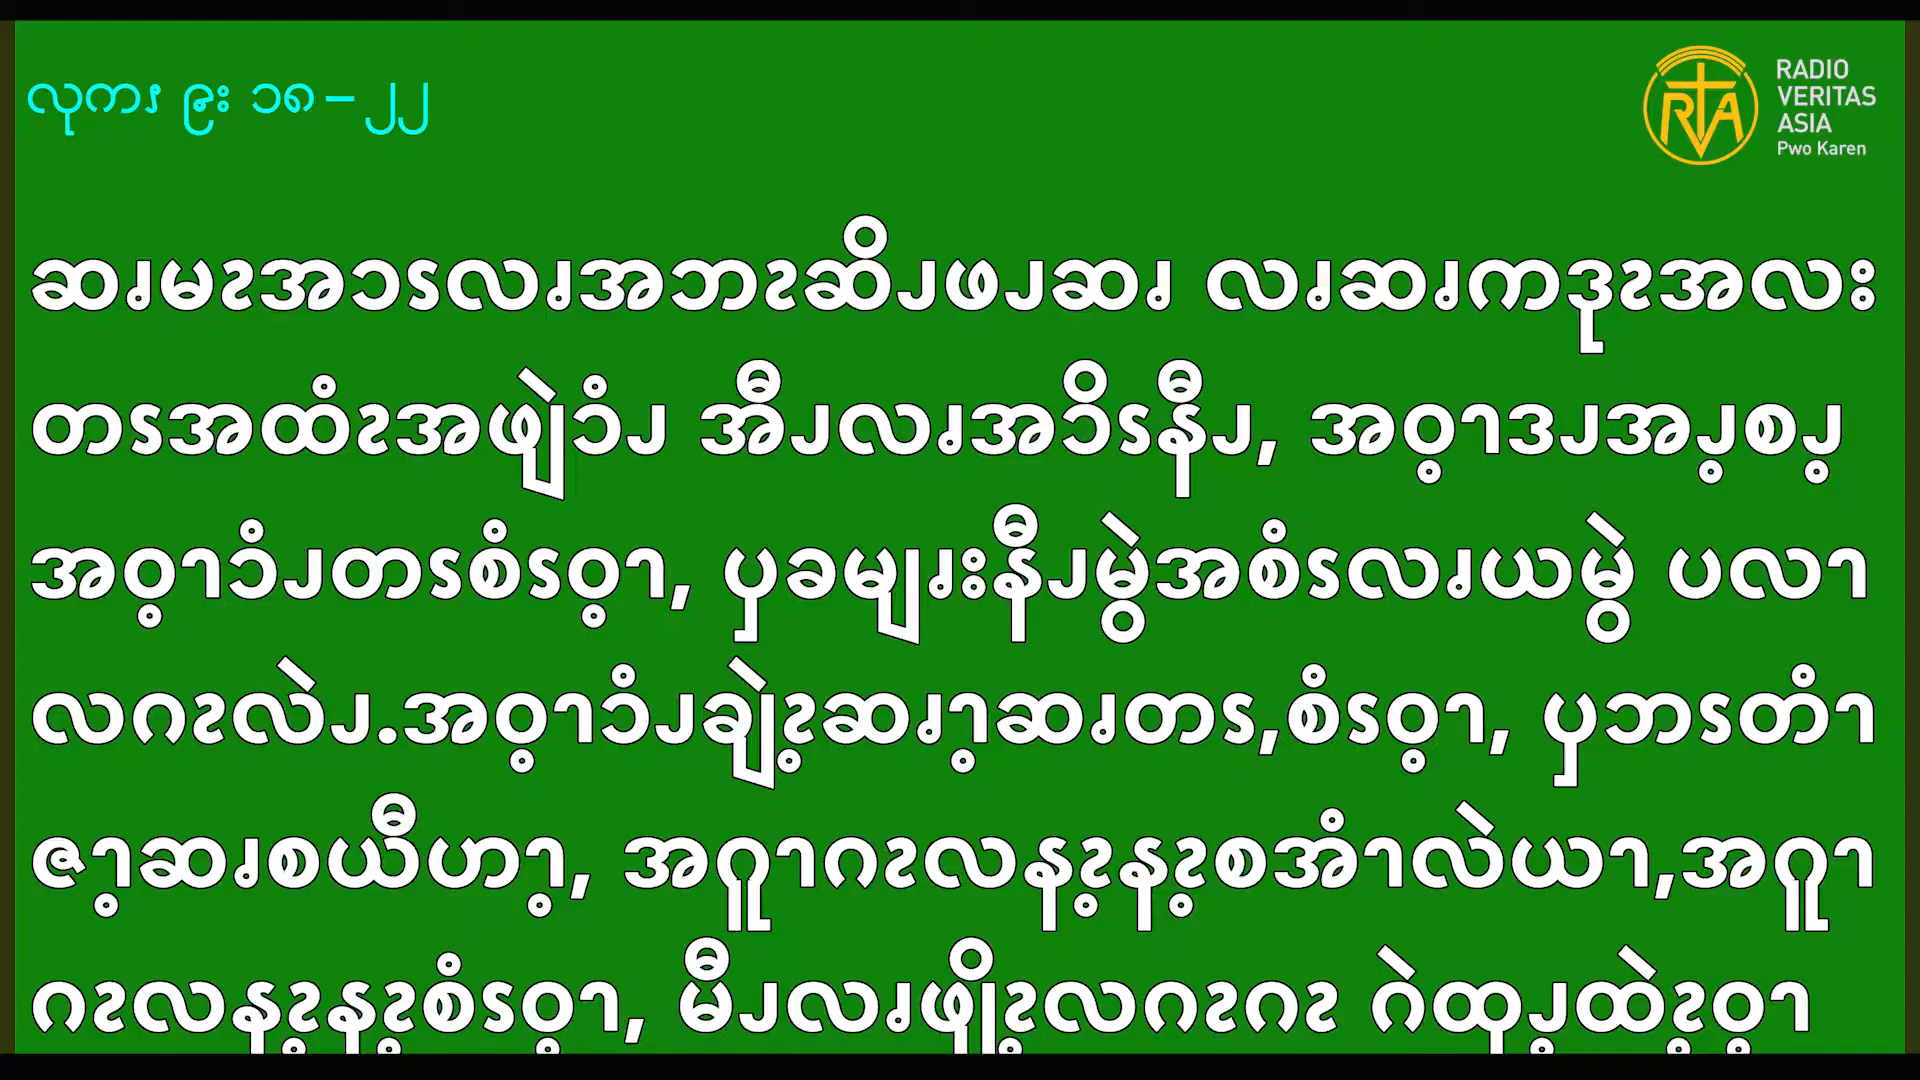 လုကၭ ၉း ၁၈ – ၂၂
RADIO
VERITAS
ASIA
Pwo Karen
ဆၧမၩအၥၭလၧအဘၩဆိၪဖၪဆၧ လၧဆၧကဒုၩအလး
တၭအထံၩအဖျဲၥံၪ အီၪလၧအၥိၭနီၪ, အဝ့ၫဒၪအၪ့စၪ့
အဝ့ၫၥံၪတၭစံၭဝ့ၫ, ပှခမျၧးနီၪမွဲအစံၭလၧယမွဲ ပလၫ
လဂၩလဲၪ.အဝ့ၫၥံၪချဲၩ့ဆၧၫ့ဆၧတၭ,စံၭဝ့ၫ, ပှဘၭတံၫ
ဇၫ့ဆၧစယီဟၫ့, အဂူၫဂၩလနၩ့နၩ့စအံၫလဲယၫ,အဂူၫ
ဂၩလနၩ့နၩ့စံၭဝ့ၫ, မီၪလၧဖျိၩ့လဂၩဂၩ ဂဲထုၪ့ထဲၩ့ဝ့ၫ